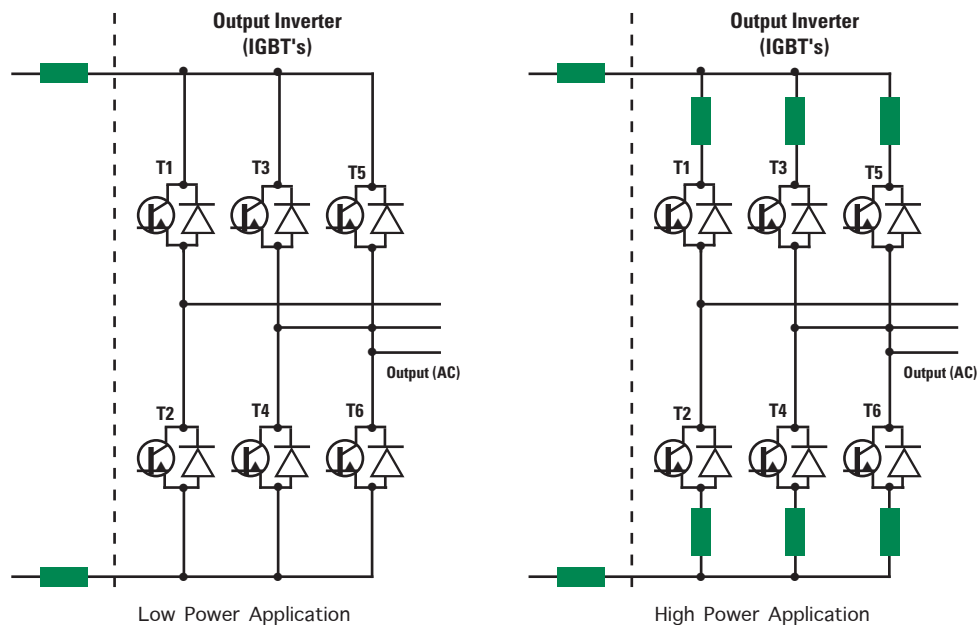 Output Inverter
(IGBT's)
T1
T3
T5
Output (AC)
T2
T4
T6
Low Power Application
Output Inverter
(IGBT's)
T1
T3
T5
Output (AC)
T2
T4
T6
High Power Application